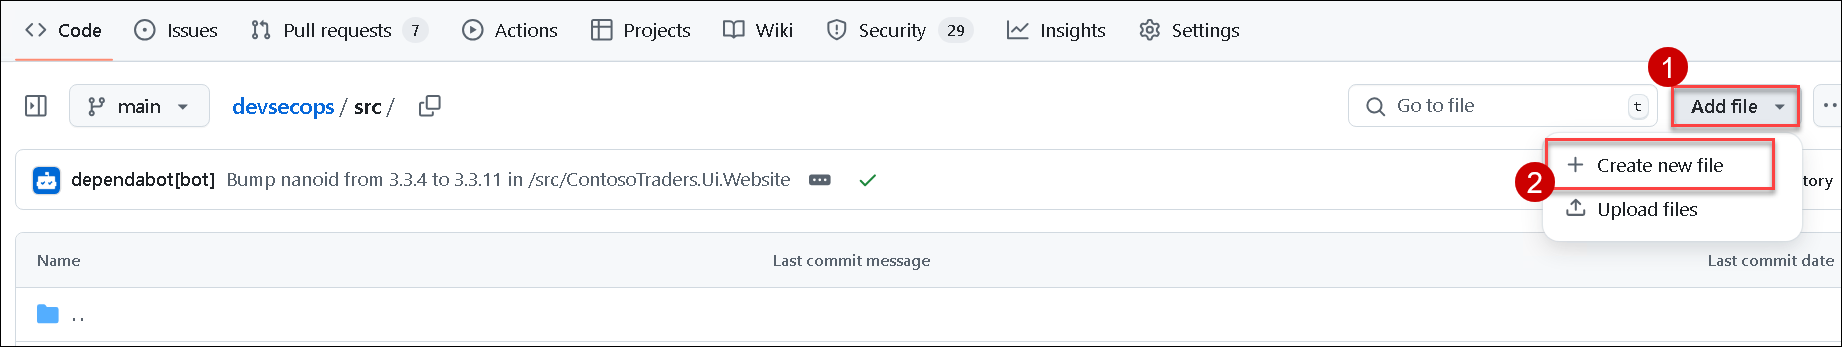 Code Issues Pull requests 7 Actions Projects Wiki Security 29 Insights Settings
1
main devsecops / src / Go to file t Add file
Create new file
dependabot[bot] Bump nanoid from 3.3.4 to 3.3.11 in /src/ContosoTraders.Ui.Website
2
tory
Upload files
Name Last commit message Last commit date
..